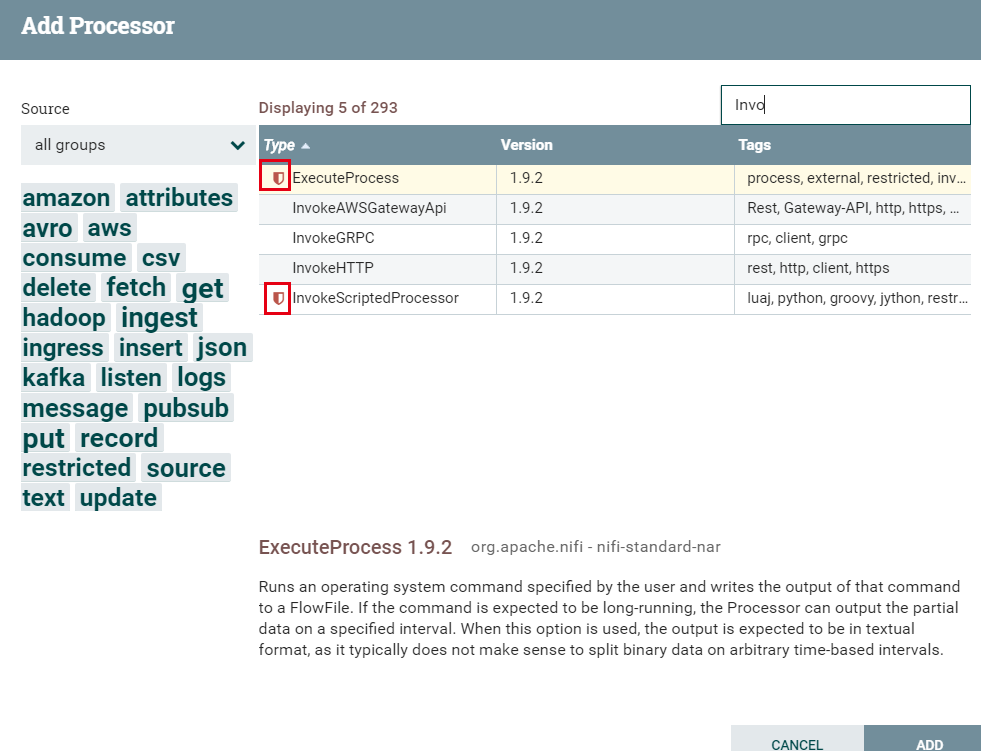 Add Processor
Source
Displaying 5 of 293
Invo
all groups
Type Version Tags
ExecuteProcess 1.9.2 process, external, restricted, inv...
InvokeAWSGatewayApi 1.9.2 Rest, Gateway-API, http, https, ...
InvokeGRPC 1.9.2 rpc, client, grpc
InvokeHTTP 1.9.2 rest, http, client, https
InvokeScriptedProcessor 1.9.2 luaj, python, groovy, jython, restr...
amazon attributes
avro aws
consume csv
delete fetch get
hadoop ingest
ingress insert json
kafka listen logs
message pubsub
put record
restricted source
text update
ExecuteProcess 1.9.2 org.apache.nifi - nifi-standard-nar
Runs an operating system command specified by the user and writes the output of that command
to a FlowFile. If the command is expected to be long-running, the Processor can output the partial
data on a specified interval. When this option is used, the output is expected to be in textual
format, as it typically does not make sense to split binary data on arbitrary time-based intervals.
CANCEL ADD